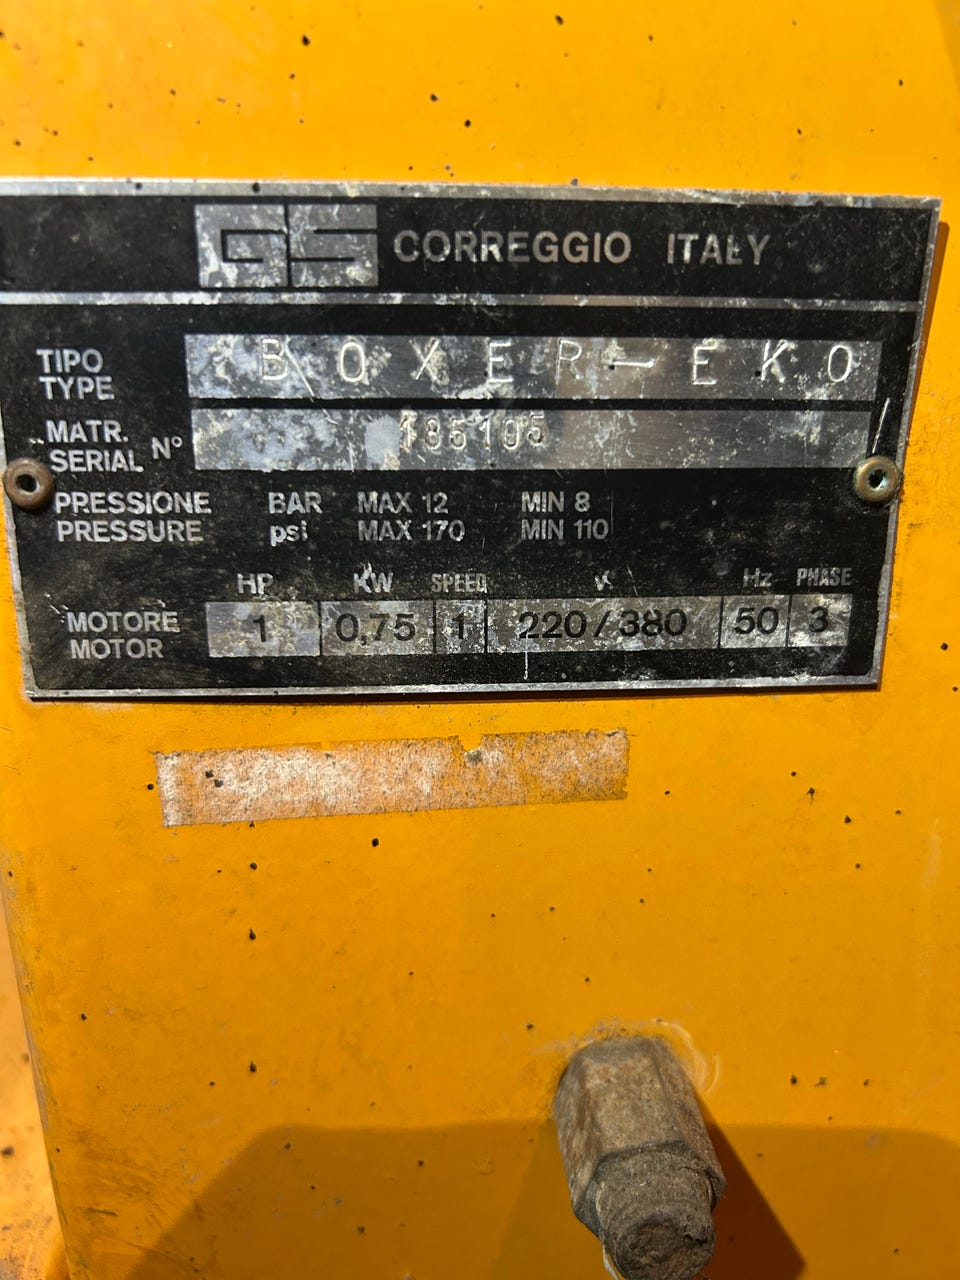 GS CORREGGIO ITALY
TIPO
TYPE
BOXER-EKO
MATR.
SERIAL N°
185105
PRESSIONE BAR MAX 12 MIN 8
PRESSURE psi MAX 170 MIN 110
HP KW SPEED V Hz PHASE
MOTORE
MOTOR
1 0,75 1 220/380 50 3